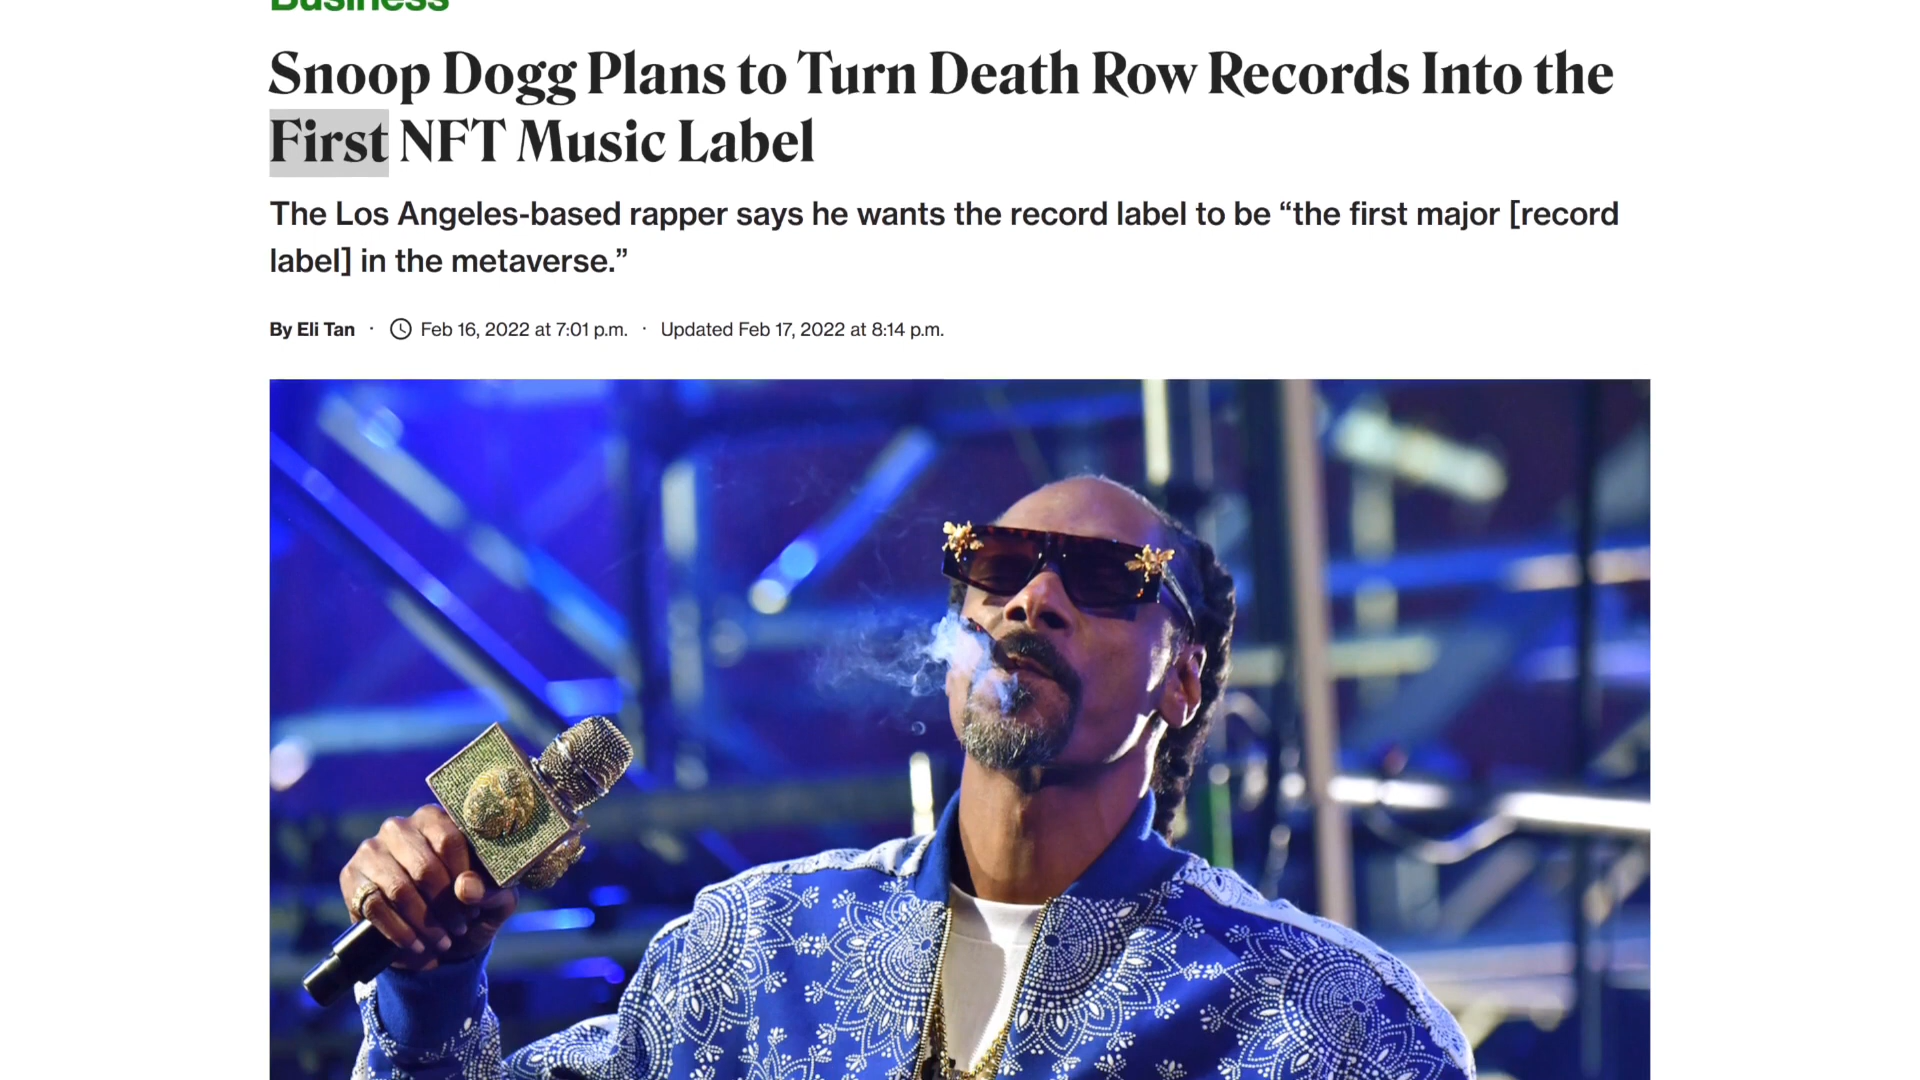 Business
Snoop Dogg Plans to Turn Death Row Records Into the
First NFT Music Label
The Los Angeles-based rapper says he wants the record label to be “the first major [record
label] in the metaverse.”
By Eli Tan · Feb 16, 2022 at 7:01 p.m. · Updated Feb 17, 2022 at 8:14 p.m.